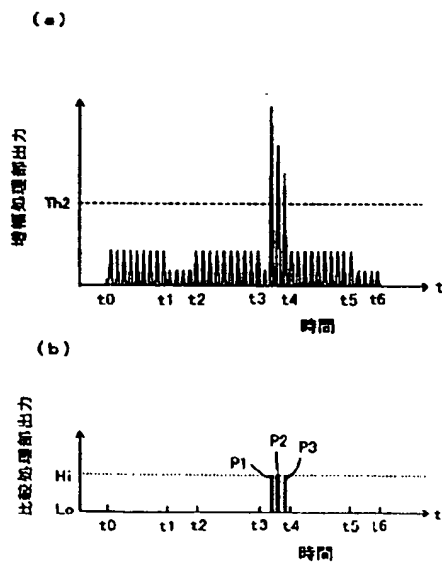 (a)
増幅処理部出力
Th2
t0 t1 t2 t3 t4 t5 t6 t
時間
(b)
比較処理部出力
P1 P2 P3
Hi
Lo
t0 t1 t2 t3 t4 t5 t6 t
時間